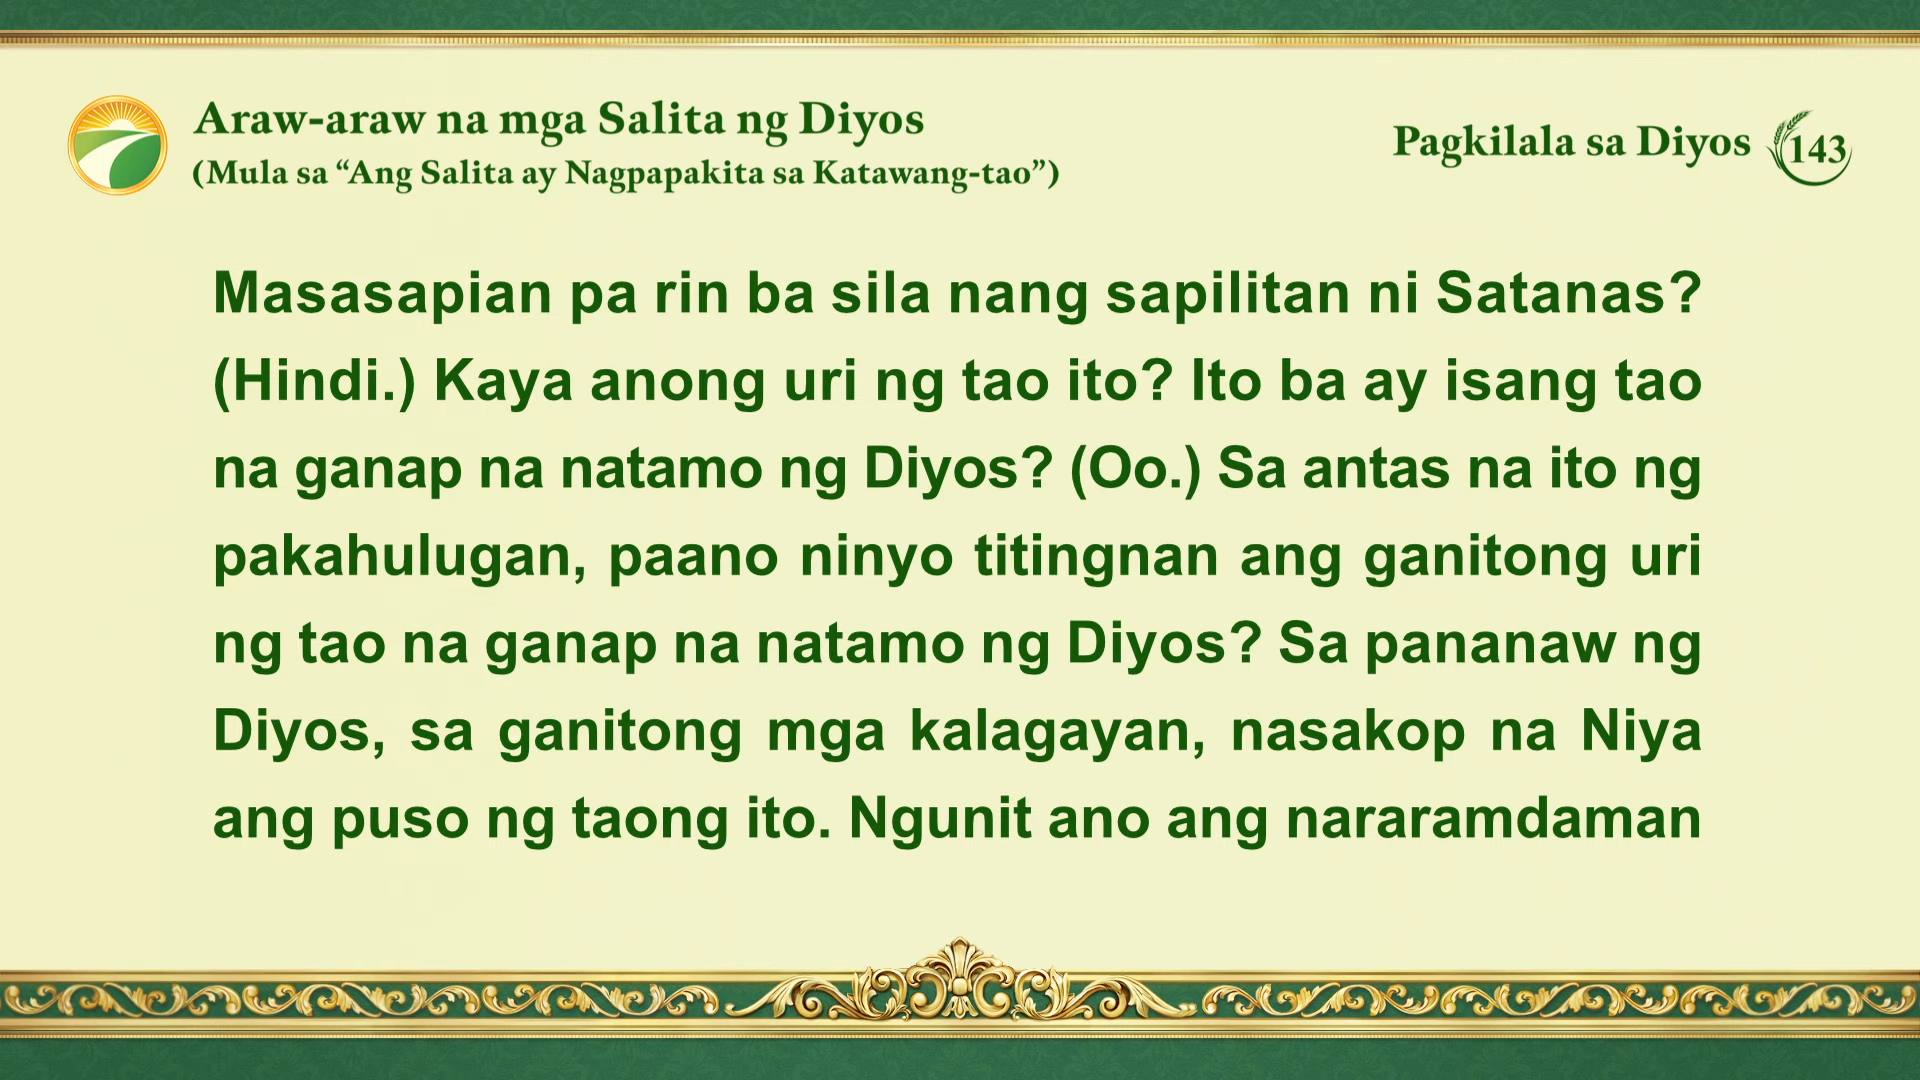 Araw-araw na mga Salita ng Diyos
(Mula sa “Ang Salita ay Nagpapakita sa Katawang-tao”)
Pagkilala sa Diyos 143
Masasapian pa rin ba sila nang sapilitan ni Satanas?
(Hindi.) Kaya anong uri ng tao ito? Ito ba ay isang tao
na ganap na natamo ng Diyos? (Oo.) Sa antas na ito ng
pakahulugan, paano ninyo titingnan ang ganitong uri
ng tao na ganap na natamo ng Diyos? Sa pananaw ng
Diyos, sa ganitong mga kalagayan, nasakop na Niya
ang puso ng taong ito. Ngunit ano ang nararamdaman